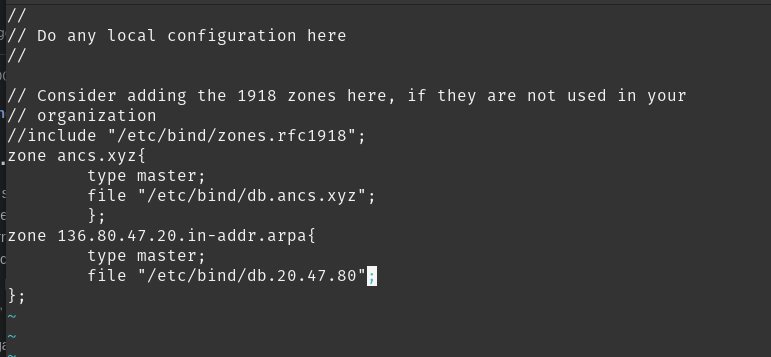 //
// Do any local configuration here
//
// Consider adding the 1918 zones here, if they are not used in your
// organization
//include "/etc/bind/zones.rfc1918";
zone ancs.xyz{
        type master;
        file "/etc/bind/db.ancs.xyz";
        };
zone 136.80.47.20.in-addr.arpa{
        type master;
        file "/etc/bind/db.20.47.80";
};
~
~
~